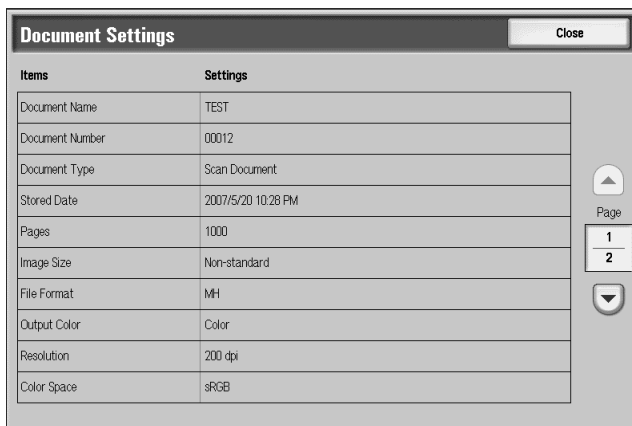 Document Settings Close
Items Settings
Document Name TEST
Document Number 00012
Document Type Scan Document
Stored Date 2007/5/20 10:28 PM
Pages 1000
Image Size Non-standard
File Format MH
Output Color Color
Resolution 200 dpi
Color Space sRGB
Page
1
2